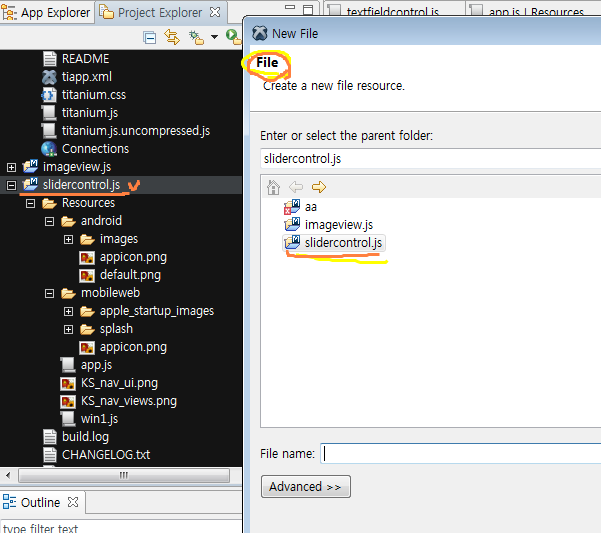 App Explorer
Project Explorer
textfieldcontrol.js
app.js | Resources
README
tiapp.xml
titanium.css
titanium.js
titanium.js.uncompressed.js
Connections
imageview.js
slidercontrol.js
Resources
android
images
appicon.png
default.png
mobileweb
apple_startup_images
splash
appicon.png
app.js
KS_nav_ui.png
KS_nav_views.png
win1.js
build.log
CHANGELOG.txt
Outline
type filter text
New File
File
Create a new file resource.
Enter or select the parent folder:
slidercontrol.js
aa
imageview.js
slidercontrol.js
File name:
Advanced >>